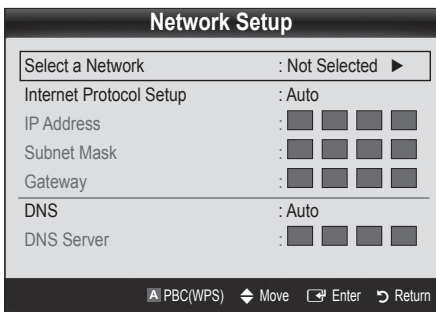 Network Setup
Select a Network : Not Selected ▶
Internet Protocol Setup : Auto
IP Address :
Subnet Mask :
Gateway :
DNS : Auto
DNS Server :
A PBC(WPS) Move Enter Return